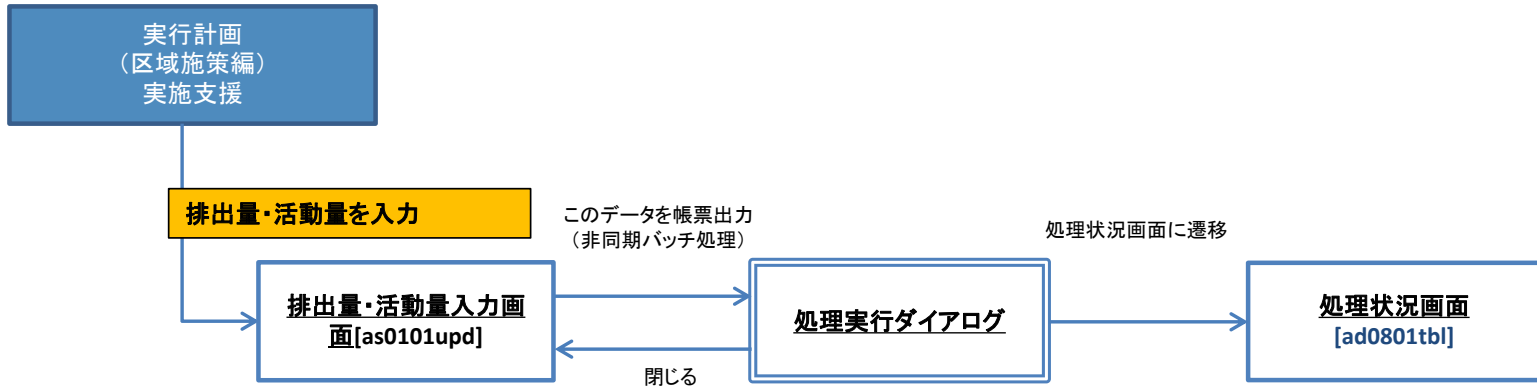 実行計画
（区域施策編）
実施支援
排出量・活動量を入力
このデータを帳票出力
（非同期バッチ処理）
処理状況画面に遷移
排出量・活動量入力画
面[as0101upd]
処理実行ダイアログ
処理状況画面
[ad0801tbl]
閉じる